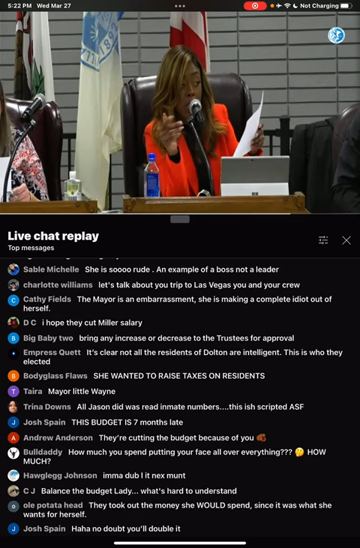 5:22 PM Wed Mar 27
Not Charging
Live chat replay
Top messages
Sable Michelle She is soooo rude . An example of a boss not a leader
charlotte williams let's talk about you trip to Las Vegas you and your crew
C Cathy Fields The Mayor is an embarrassment, she is making a complete idiot out of
herself.
D C i hope they cut Miller salary
B Big Baby two bring any increase or decrease to the Trustees for approval
Empress Quett It's clear not all the residents of Dolton are intelligent. This is who they
elected
B Bodyglass Flaws SHE WANTED TO RAISE TAXES ON RESIDENTS
T Taira Mayor little Wayne
Trina Downs All Jason did was read inmate numbers....this ish scripted ASF
J Josh Spain THIS BUDGET IS 7 months late
A Andrew Anderson They're cutting the budget because of you
Bulldaddy How much you spending putting your face all over everything??? 🤔 HOW
MUCH?
Hawglegg Johnson imma dub l it nex munt
C J Balance the budget Lady... what's hard to understand
ole potata head They took out the money she WOULD spend, since it was what she
wants for herself.
J Josh Spain Haha no doubt you'll double it